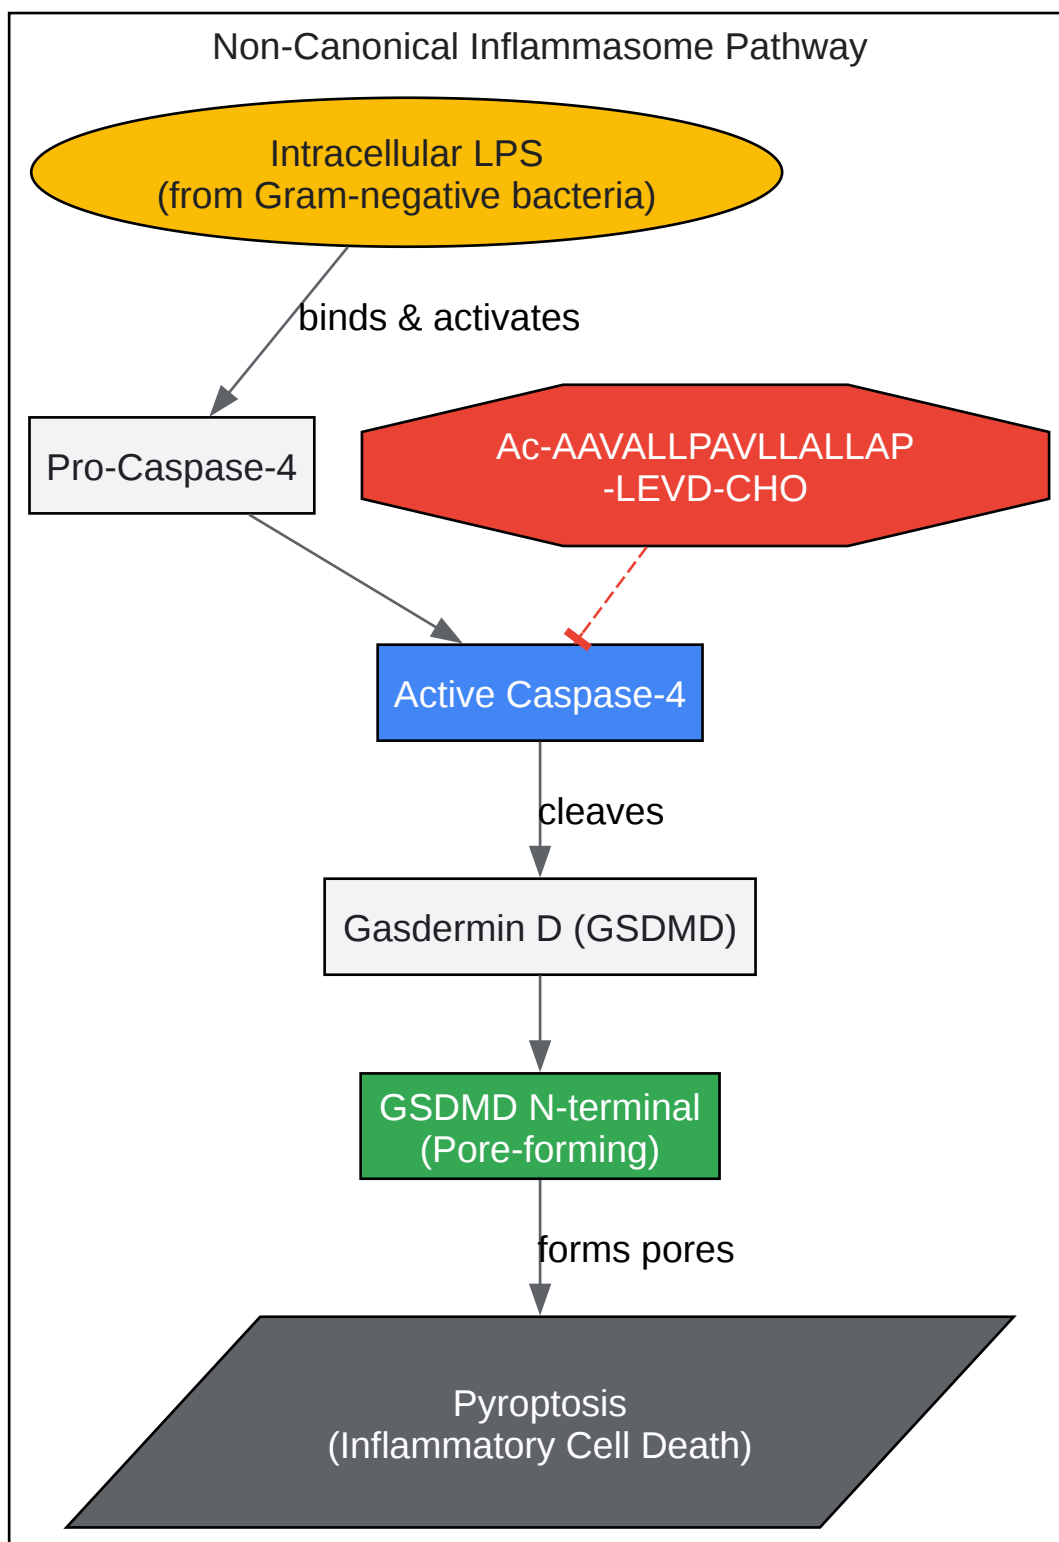 Non-Canonical Inflammasome Pathway
Intracellular LPS
(from Gram-negative bacteria)
binds & activates
Pro-Caspase-4
Ac-AAVALLPAVLLALLAP
-LEVD-CHO
Active Caspase-4
cleaves
Gasdermin D (GSDMD)
GSDMD N-terminal
(Pore-forming)
forms pores
Pyroptosis
(Inflammatory Cell Death)